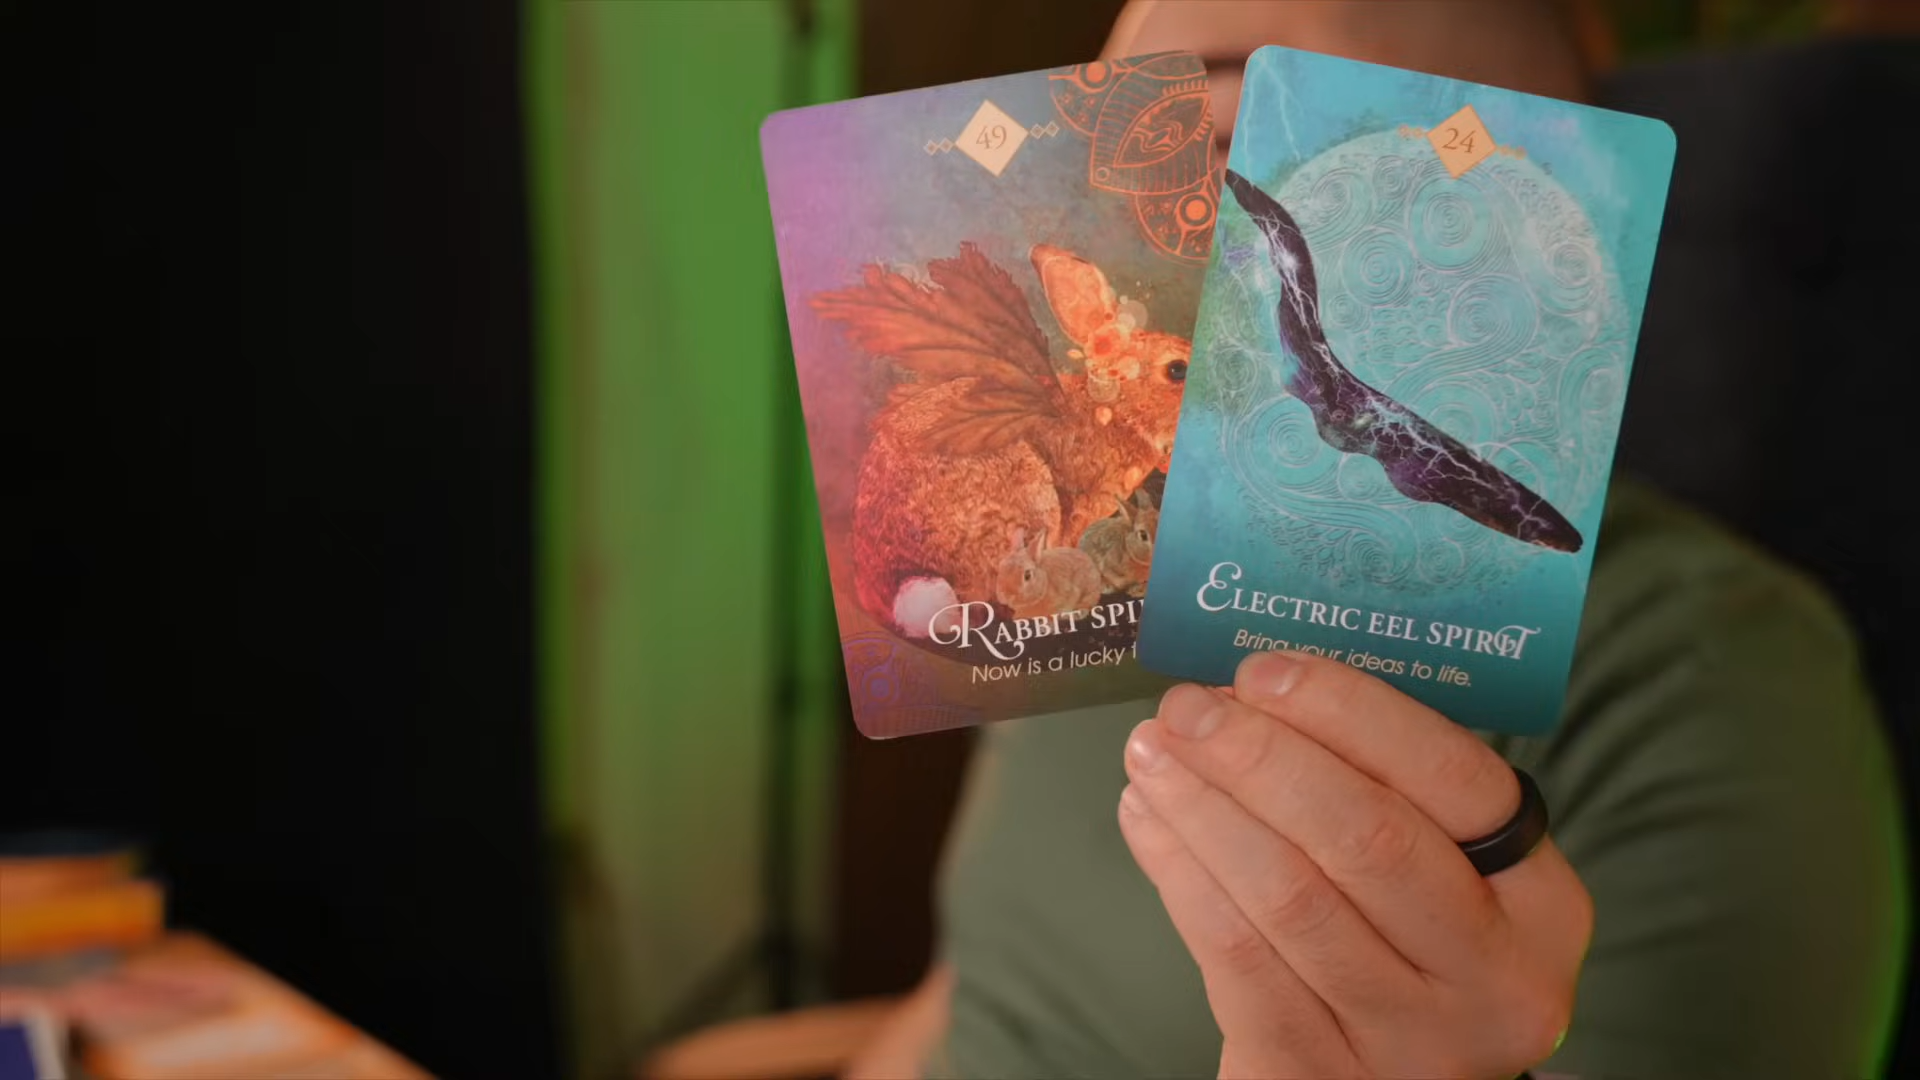 49
RABBIT SPI
Now is a lucky t
24
ELECTRIC EEL SPIRIT
Bring your ideas to life.